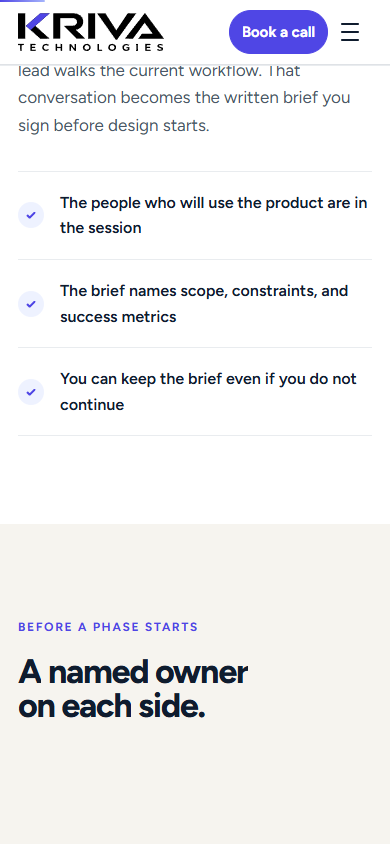 KRIVA
TECHNOLOGIES
Book a call
lead walks the current workflow. That
conversation becomes the written brief you
sign before design starts.
The people who will use the product are in
the session
The brief names scope, constraints, and
success metrics
You can keep the brief even if you do not
continue
BEFORE A PHASE STARTS
A named owner
on each side.